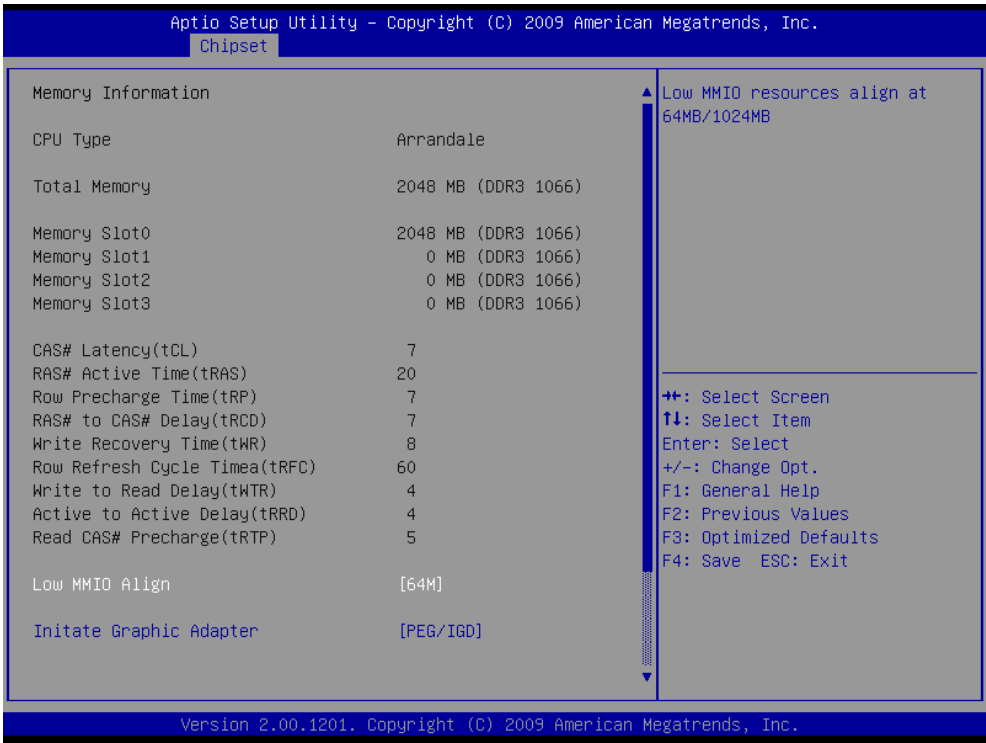 Aptio Setup Utility – Copyright (C) 2009 American Megatrends, Inc.
Chipset
Memory Information
CPU Type Arrandale
Total Memory 2048 MB (DDR3 1066)
Memory Slot0 2048 MB (DDR3 1066)
Memory Slot1 0 MB (DDR3 1066)
Memory Slot2 0 MB (DDR3 1066)
Memory Slot3 0 MB (DDR3 1066)
CAS# Latency(tCL) 7
RAS# Active Time(tRAS) 20
Row Precharge Time(tRP) 7
RAS# to CAS# Delay(tRCD) 7
Write Recovery Time(tWR) 8
Row Refresh Cycle Timea(tRFC) 60
Write to Read Delay(tWTR) 4
Active to Active Delay(tRRD) 4
Read CAS# Precharge(tRTP) 5
Low MMIO Align [64M]
Initate Graphic Adapter [PEG/IGD]
Low MMIO resources align at
64MB/1024MB
→←: Select Screen
↑↓: Select Item
Enter: Select
+/-: Change Opt.
F1: General Help
F2: Previous Values
F3: Optimized Defaults
F4: Save ESC: Exit
Version 2.00.1201. Copyright (C) 2009 American Megatrends, Inc.